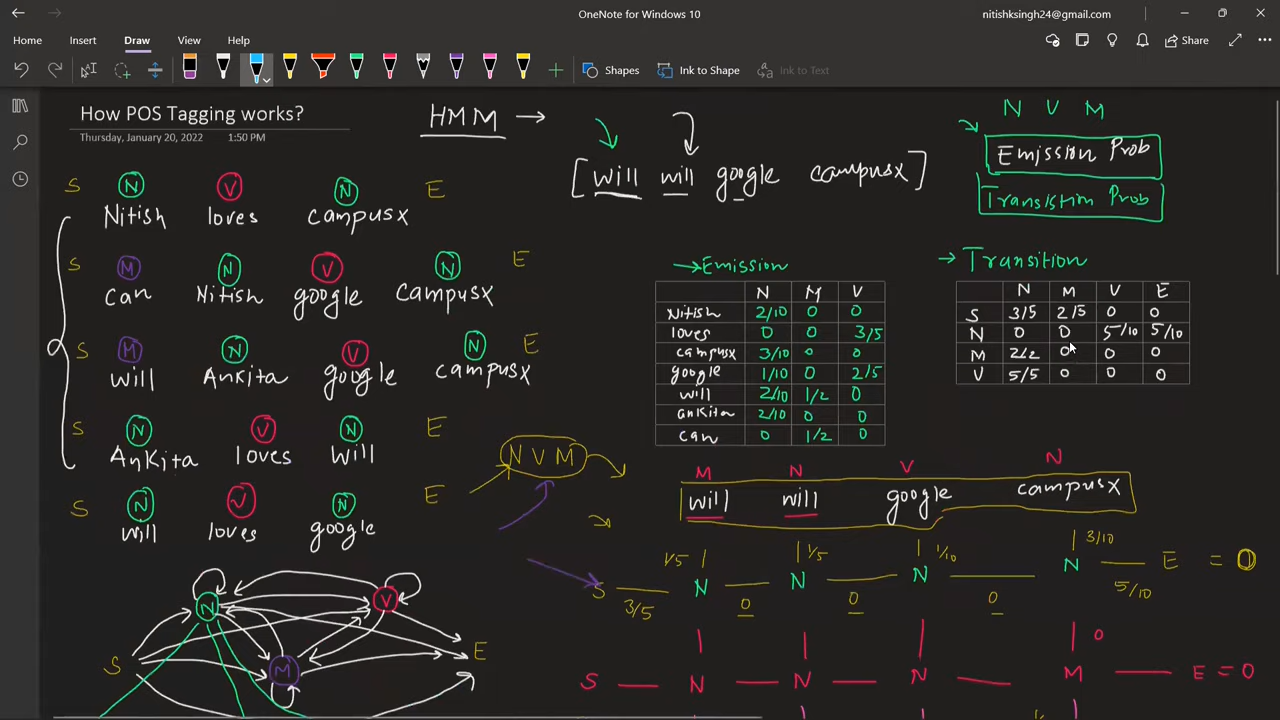 OneNote for Windows 10
nitishksingh24@gmail.com
Home Insert Draw View Help
Share
Shapes Ink to Shape Ink to Text
How POS Tagging works?
Thursday, January 20, 2022 1:50 PM
HMM →
[ will will google campusx ]
N V M
Emission Prob
Transistion Prob
S N V N E
Nitish loves campusx
S M N V N E
can Nitish google campusx
S M N V N E
will Ankita google campusx
S N V N E
Ankita loves will
S N V N E
will loves google
→ Emission
N M V
Nitish 2/10 0 0
loves 0 0 3/5
campusx 3/10 0 0
google 1/10 0 2/5
will 2/10 1/2 0
anKita 2/10 0 0
can 0 1/2 0
→ Transition
N M V E
S 3/5 2/5 0 0
N 0 0 5/10 5/10
M 2/2 0 0 0
V 5/5 0 0 0
N V M
M N V N
will will google campusx
1/5 1/5 1/10 3/10
S N N N N E = 0
3/5 0 0 0 5/10
0
S N N N M E = 0
N V
S M E